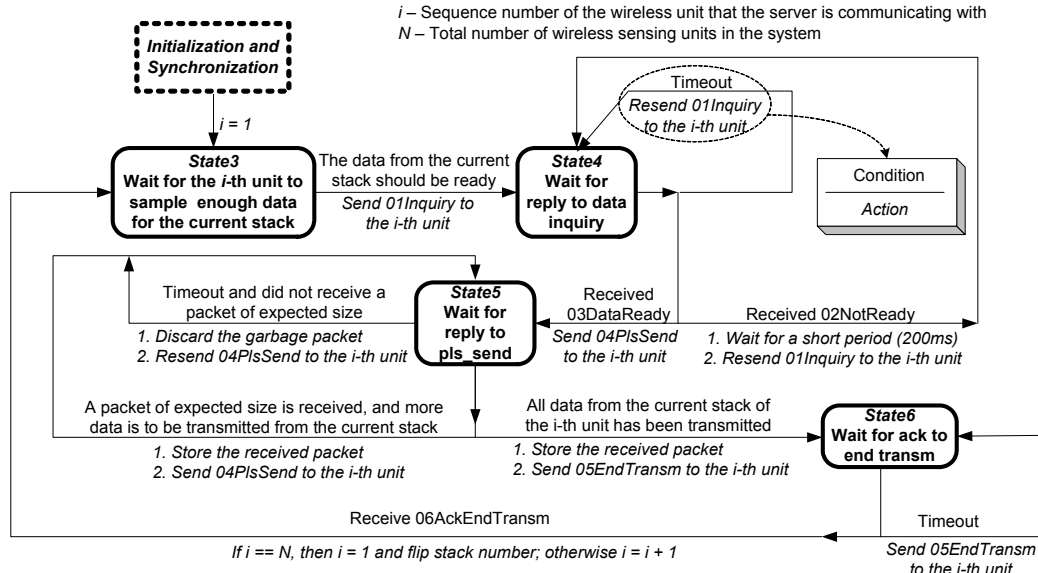 i – Sequence number of the wireless unit that the server is communicating with
N – Total number of wireless sensing units in the system
Initialization and
Synchronization
i = 1
State3
Wait for the i-th unit to
sample enough data
for the current stack
The data from the current
stack should be ready
Send 01Inquiry to
the i-th unit
State4
Wait for
reply to data
inquiry
Timeout
Resend 01Inquiry
to the i-th unit
Condition
Action
Timeout and did not receive a
packet of expected size
1. Discard the garbage packet
2. Resend 04PlsSend to the i-th unit
State5
Wait for
reply to
pls_send
Received
03DataReady
Send 04PlsSend
to the i-th unit
Received 02NotReady
1. Wait for a short period (200ms)
2. Resend 01Inquiry to the i-th unit
A packet of expected size is received, and more
data is to be transmitted from the current stack
1. Store the received packet
2. Send 04PlsSend to the i-th unit
All data from the current stack of
the i-th unit has been transmitted
1. Store the received packet
2. Send 05EndTransm to the i-th unit
State6
Wait for ack to
end transm
Receive 06AckEndTransm
If i == N, then i = 1 and flip stack number; otherwise i = i + 1
Timeout
Send 05EndTransm
to the i-th unit